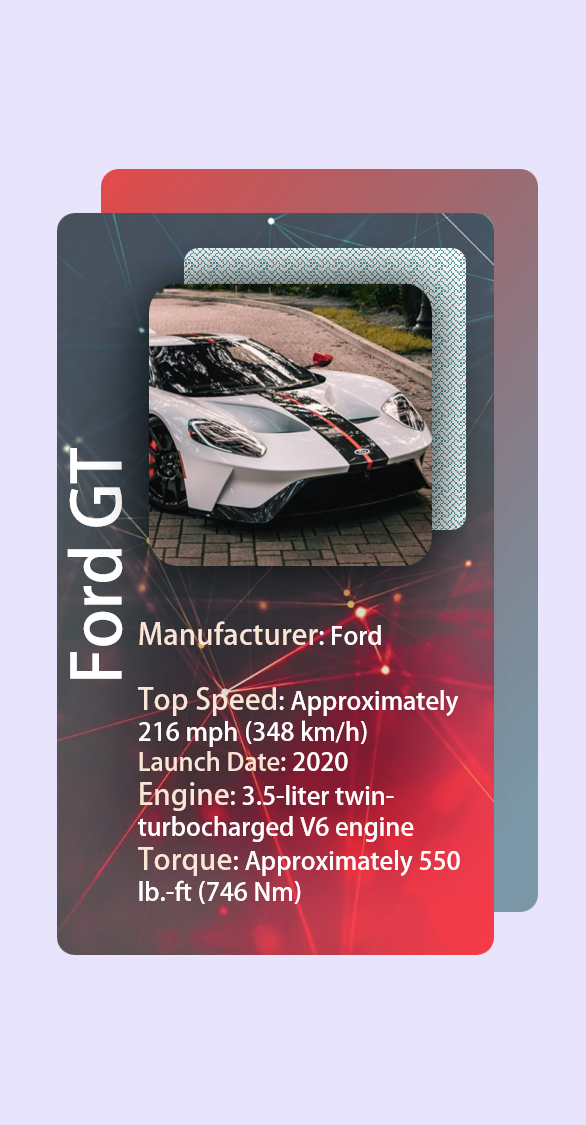 Ford GT
Manufacturer: Ford
Top Speed: Approximately
216 mph (348 km/h)
Launch Date: 2020
Engine: 3.5-liter twin-
turbocharged V6 engine
Torque: Approximately 550
lb.-ft (746 Nm)